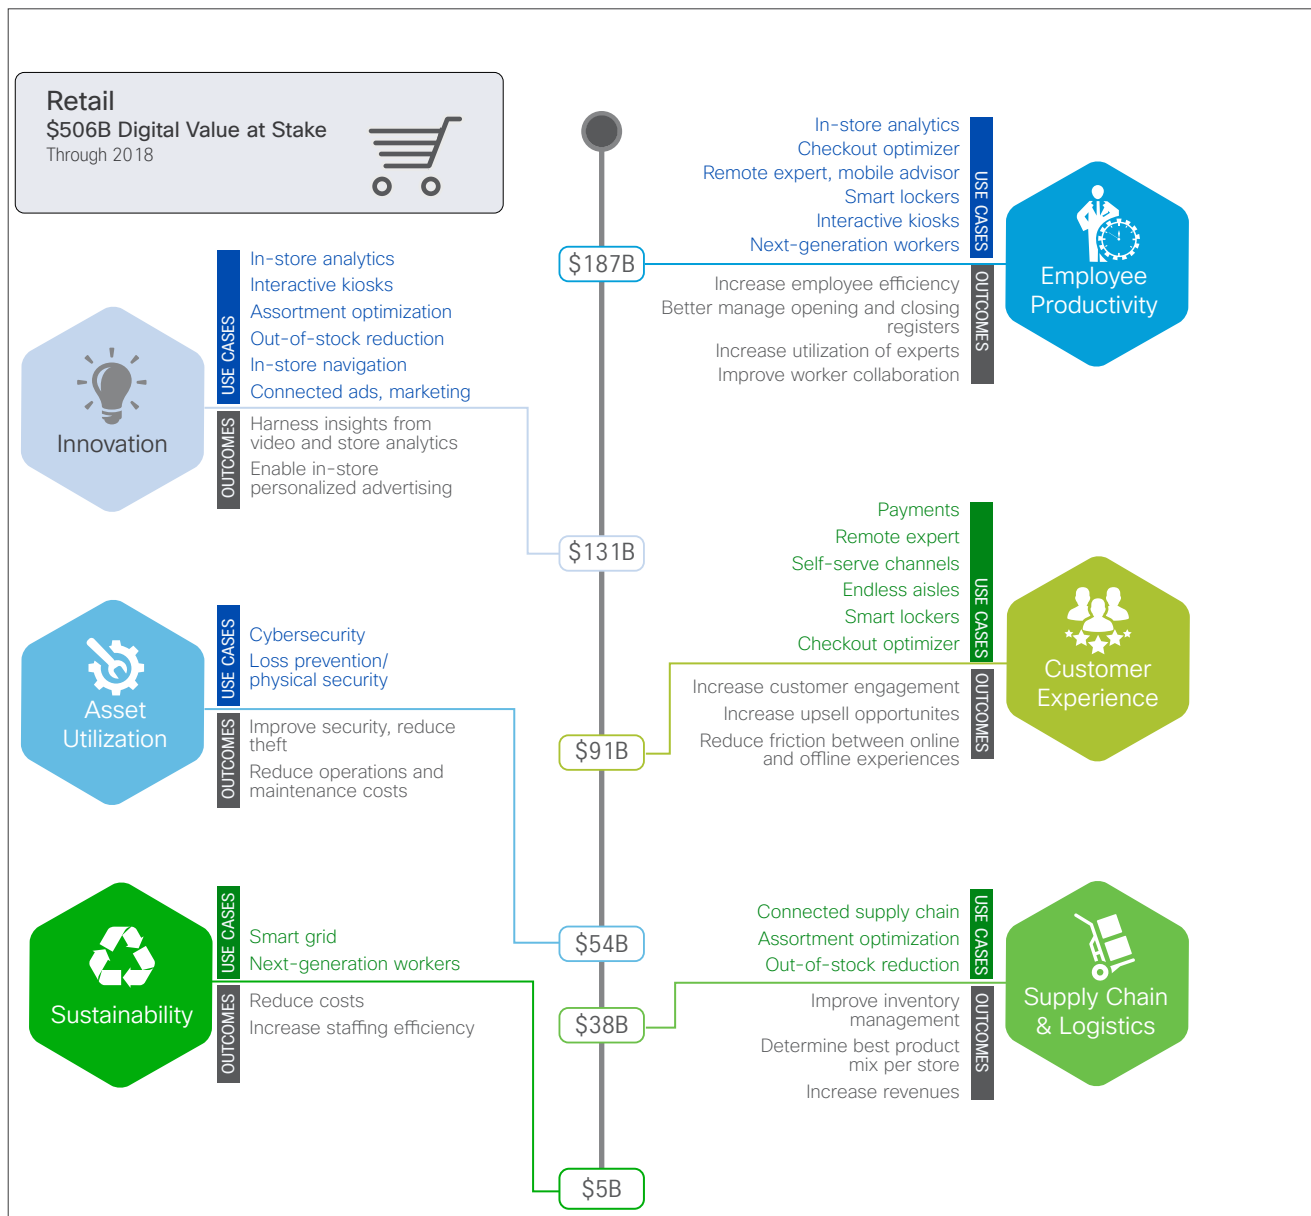 Retail
$506B Digital Value at Stake
Through 2018
In-store analytics
Checkout optimizer
Remote expert, mobile advisor
Smart lockers
Interactive kiosks
Next-generation workers
USE CASES
$187B
Increase employee efficiency
Better manage opening and closing
registers
Increase utilization of experts
Improve worker collaboration
OUTCOMES
Employee
Productivity
In-store analytics
Interactive kiosks
Assortment optimization
Out-of-stock reduction
In-store navigation
Connected ads, marketing
USE CASES
Innovation
Harness insights from
video and store analytics
Enable in-store
personalized advertising
OUTCOMES
$131B
Payments
Remote expert
Self-serve channels
Endless aisles
Smart lockers
Checkout optimizer
USE CASES
Customer
Experience
Increase customer engagement
Increase upsell opportunites
Reduce friction between online
and offline experiences
OUTCOMES
$91B
Cybersecurity
Loss prevention/
physical security
USE CASES
Asset
Utilization
Improve security, reduce
theft
Reduce operations and
maintenance costs
OUTCOMES
$54B
Connected supply chain
Assortment optimization
Out-of-stock reduction
USE CASES
Supply Chain
& Logistics
Improve inventory
management
Determine best product
mix per store
Increase revenues
OUTCOMES
$38B
Smart grid
Next-generation workers
USE CASES
Sustainability
Reduce costs
Increase staffing efficiency
OUTCOMES
$5B